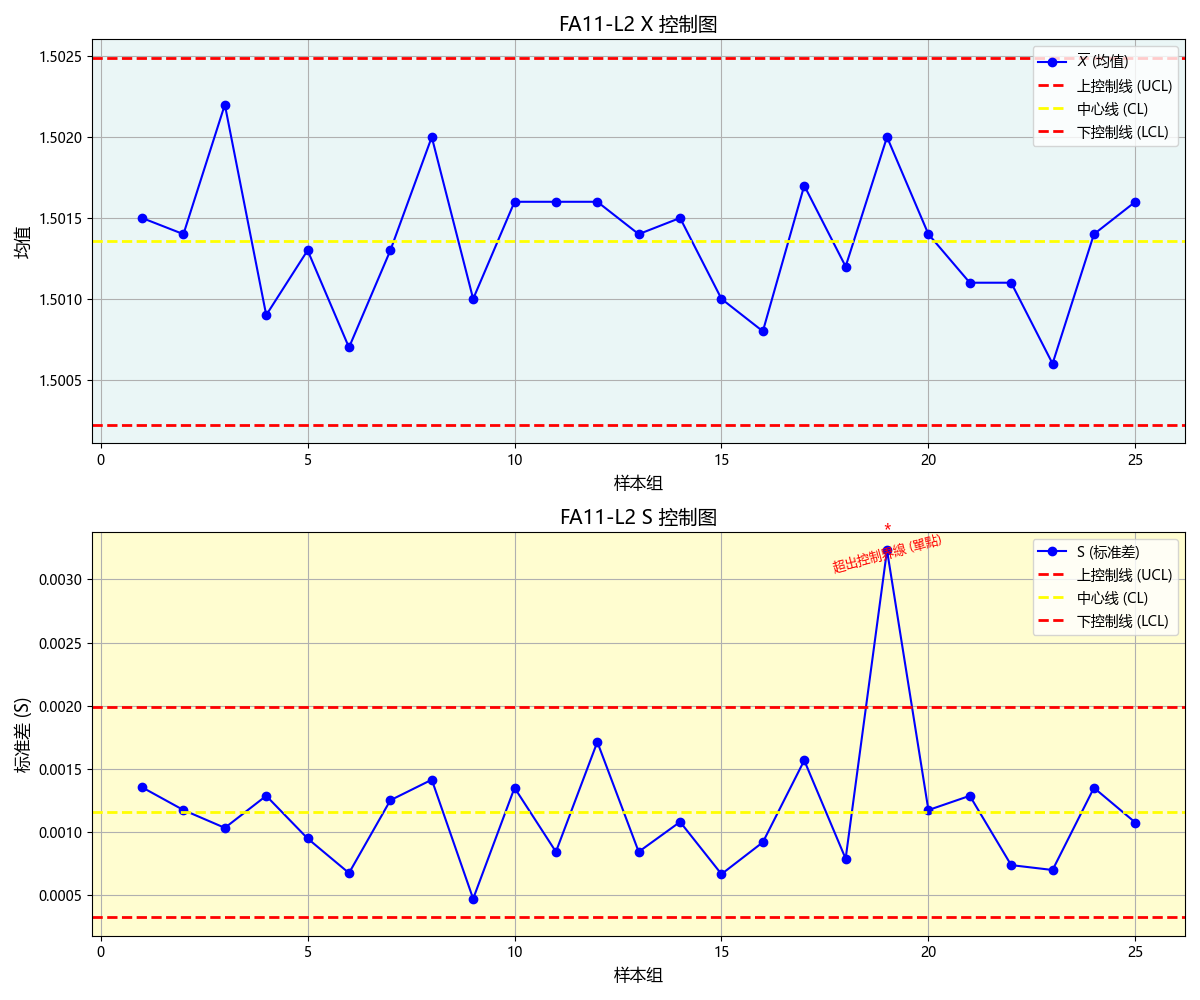 FA11-L2 X 控制图
1.5025
1.5020
1.5015
1.5010
1.5005
均值
X (均值)
上控制线 (UCL)
中心线 (CL)
下控制线 (LCL)
0 5 10 15 20 25
样本组
FA11-L2 S 控制图
*
超出控制界線 (單點)
0.0030
0.0025
0.0020
0.0015
0.0010
0.0005
标准差 (S)
S (标准差)
上控制线 (UCL)
中心线 (CL)
下控制线 (LCL)
0 5 10 15 20 25
样本组